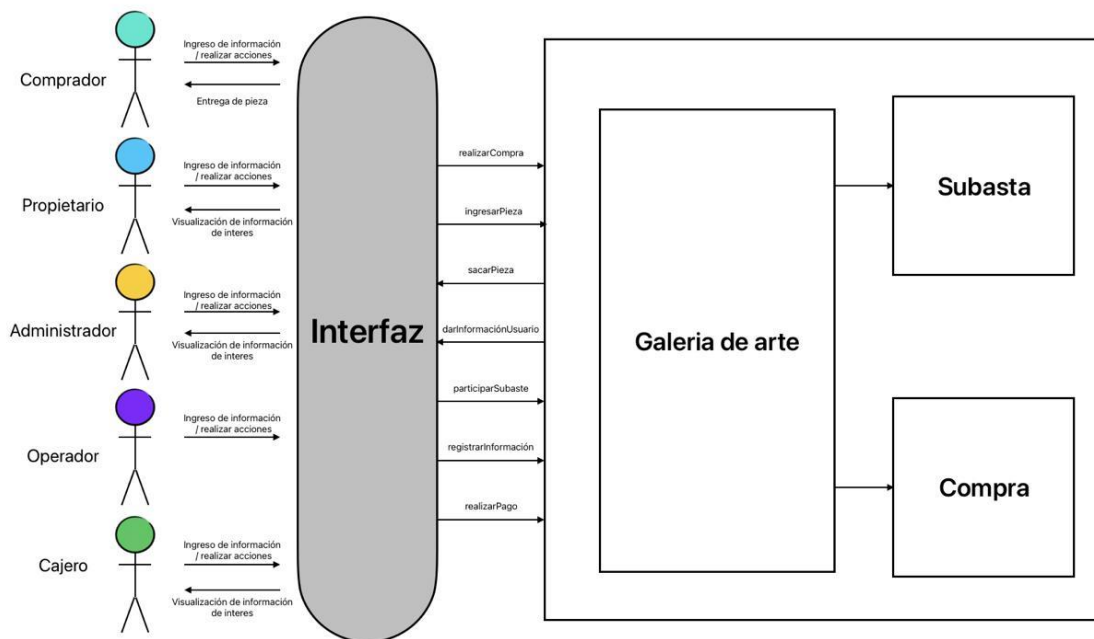 Comprador
Ingreso de información
/ realizar acciones
Entrega de pieza
Propietario
Ingreso de información
/ realizar acciones
Visualización de información
de interes
Administrador
Ingreso de información
/ realizar acciones
Visualización de información
de interes
Operador
Ingreso de información
/ realizar acciones
Cajero
Ingreso de información
/ realizar acciones
Visualización de información
de interes
Interfaz
realizarCompra
ingresarPieza
sacarPieza
darInformaciónUsuario
participarSubaste
registrarInformación
realizarPago
Galeria de arte
Subasta
Compra